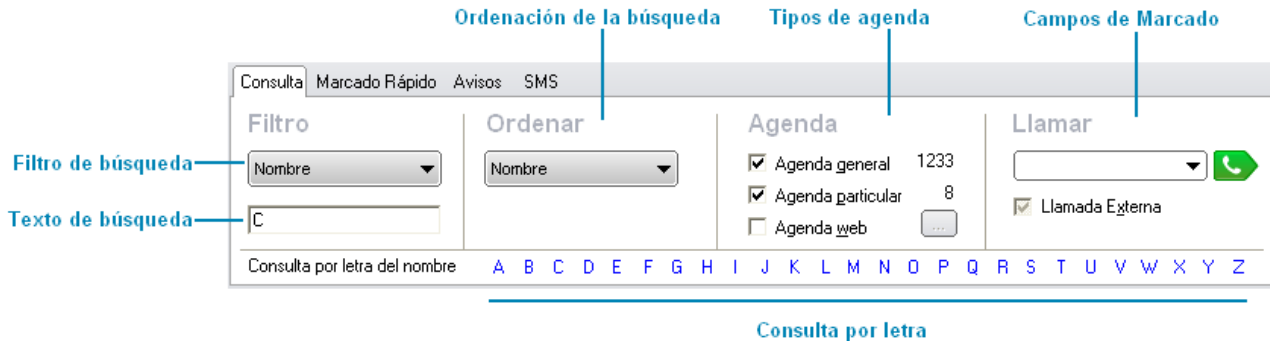 Ordenación de la búsqueda Tipos de agenda Campos de Marcado
Consulta Marcado Rápido Avisos SMS
Filtro Ordenar Agenda Llamar
Filtro de búsqueda Nombre Nombre Agenda general 1233
Agenda particular 8 Llamada Externa
Texto de búsqueda C Agenda web ...
Consulta por letra del nombre A B C D E F G H I J K L M N O P Q R S T U V W X Y Z
Consulta por letra